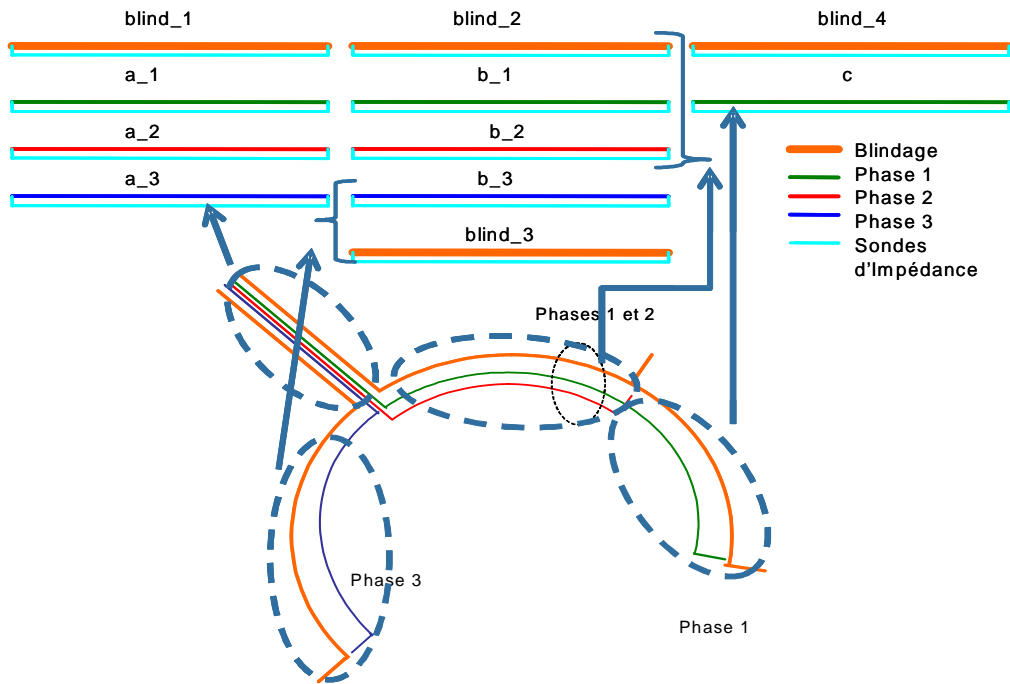 blind_1
blind_2
blind_4
a_1
b_1
c
a_2
b_2
Blindage
Phase 1
Phase 2
Phase 3
Sondes
d'Impédance
a_3
b_3
blind_3
Phases 1 et 2
Phase 3
Phase 1